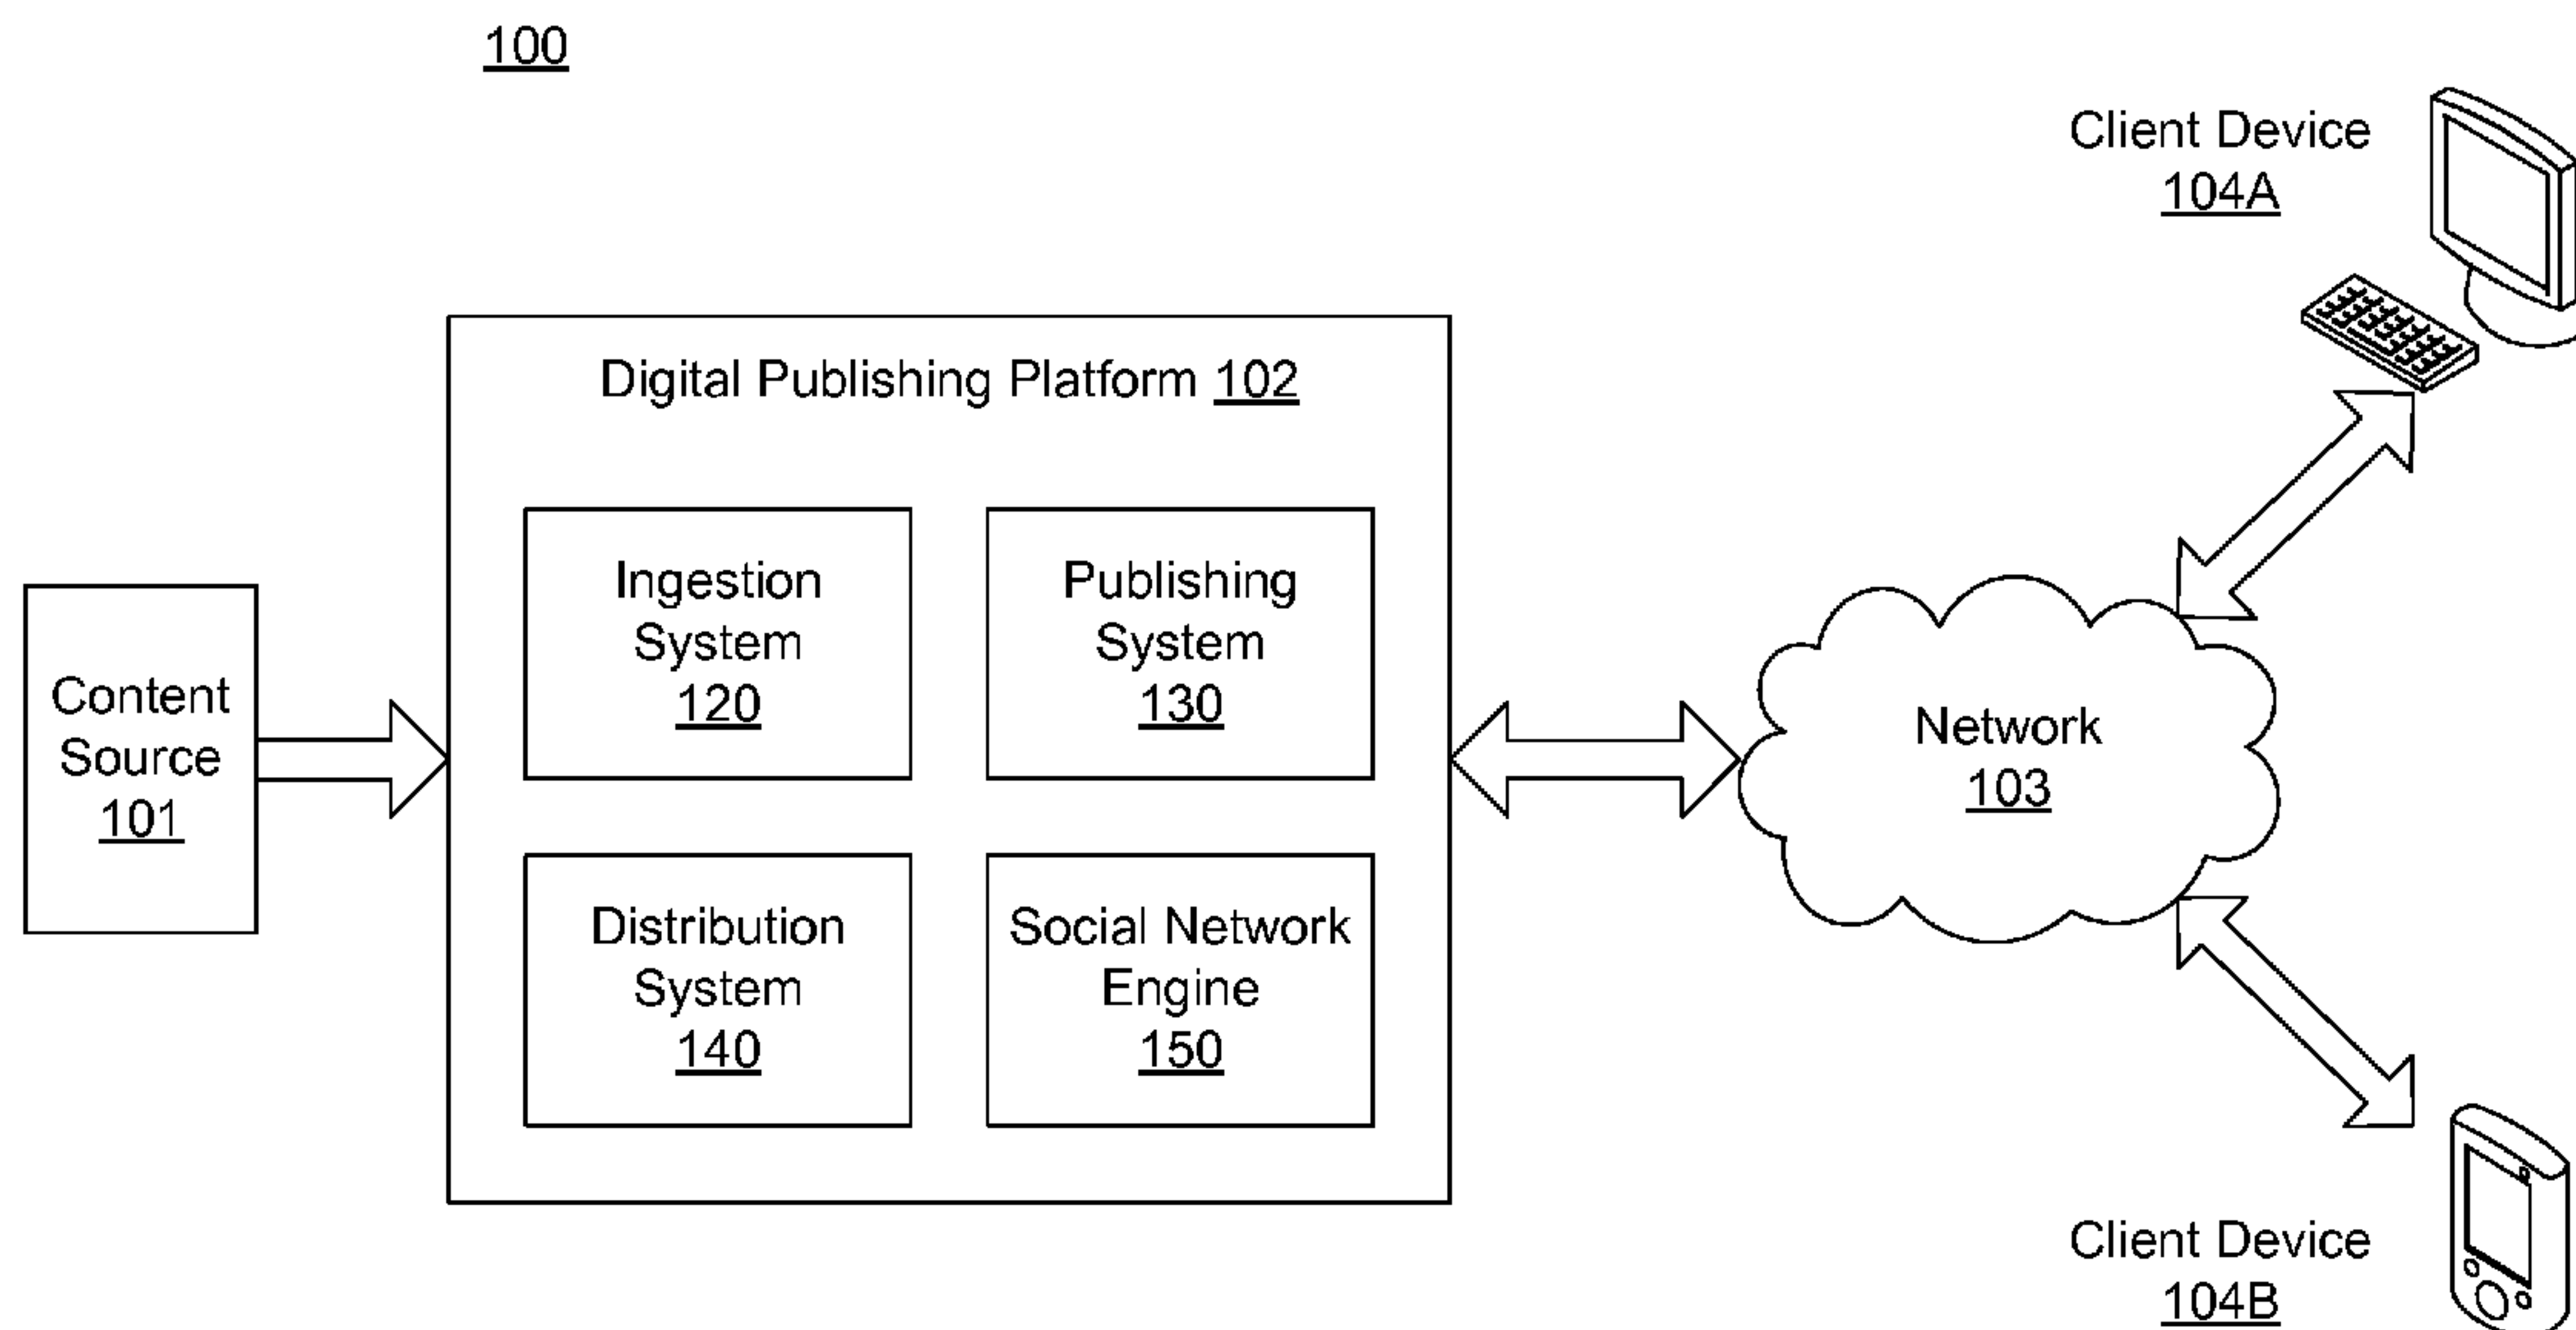 100
Client Device
104A
Digital Publishing Platform 102
Ingestion
System
120
Publishing
System
130
Content
Source
101
Network
103
Distribution
System
140
Social Network
Engine
150
Client Device
104B